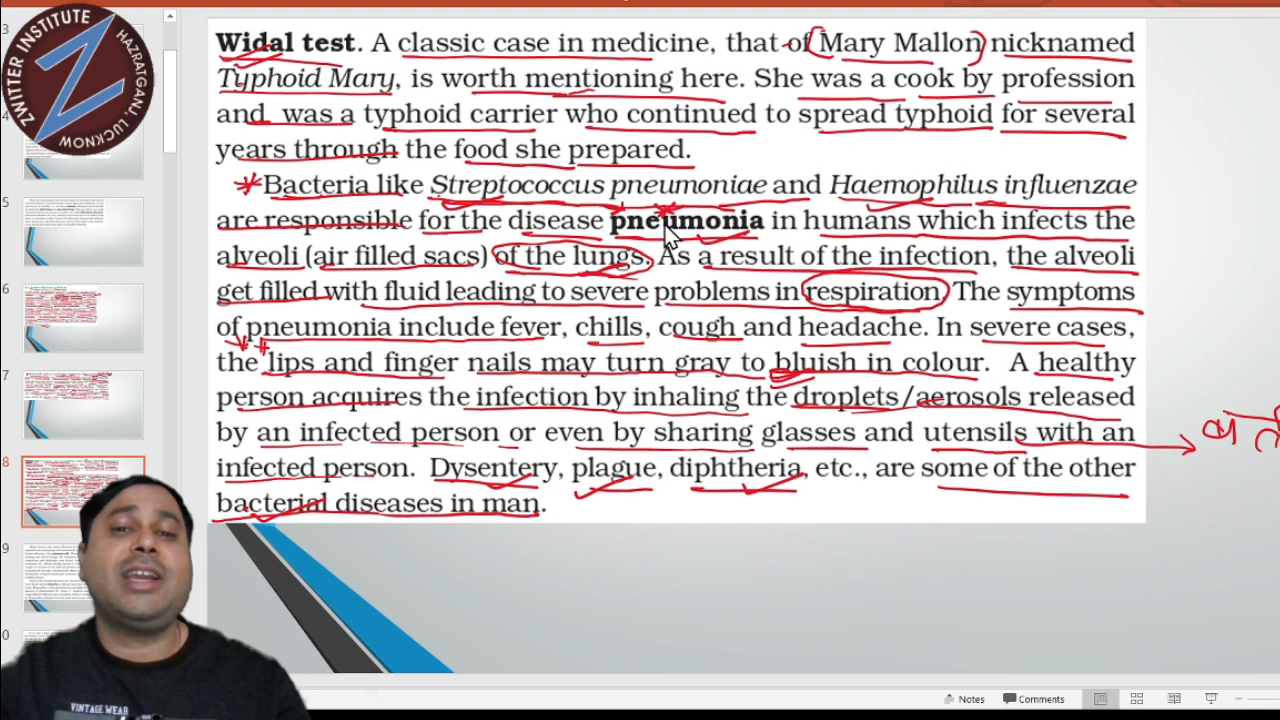 ZWITTER INSTITUTE
HAZRATGANJ, LUCKNOW
Z
Widal test. A classic case in medicine, that of Mary Mallon nicknamed
Typhoid Mary, is worth mentioning here. She was a cook by profession
and was a typhoid carrier who continued to spread typhoid for several
years through the food she prepared.
*Bacteria like Streptococcus pneumoniae and Haemophilus influenzae
are responsible for the disease pneumonia in humans which infects the
alveoli (air filled sacs) of the lungs. As a result of the infection, the alveoli
get filled with fluid leading to severe problems in respiration. The symptoms
of pneumonia include fever, chills, cough and headache. In severe cases,
the lips and finger nails may turn gray to bluish in colour. A healthy
person acquires the infection by inhaling the droplets/aerosols released
by an infected person or even by sharing glasses and utensils with an
infected person. Dysentery, plague, diphtheria, etc., are some of the other
bacterial diseases in man.
3
4
5
6
7
8
9
0
VINTAGE WEAR
Notes
Comments